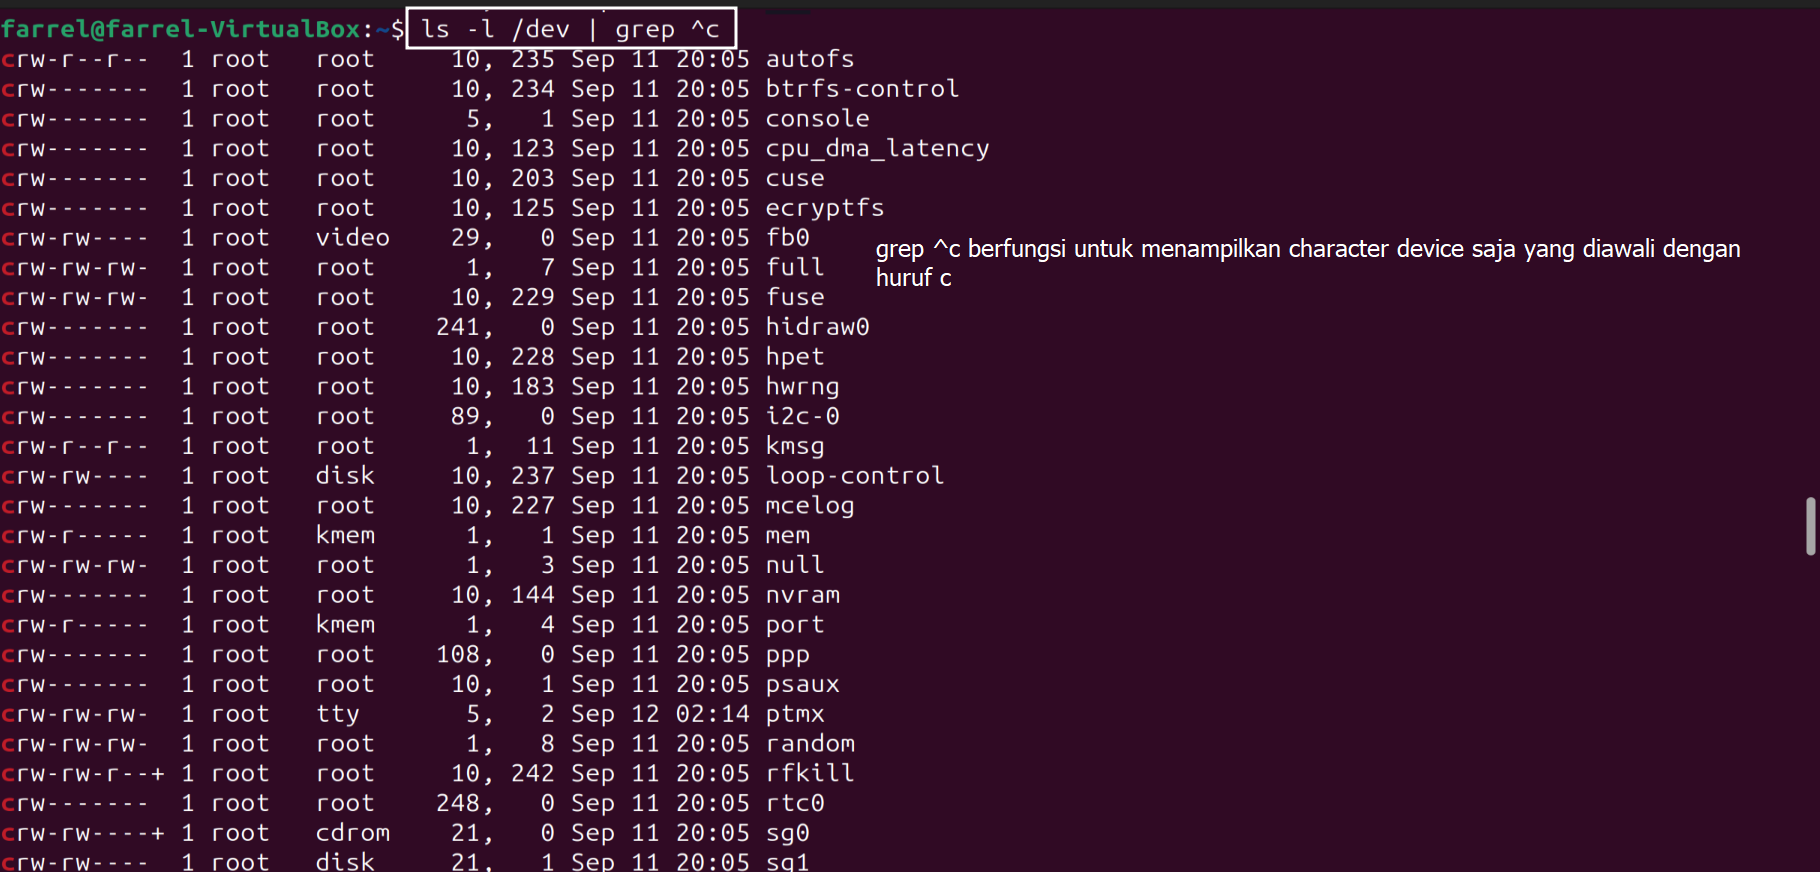 farrel@farrel-VirtualBox:~$ ls -l /dev | grep ^c
crw-r--r--  1 root   root     10, 235 Sep 11 20:05 autofs
crw-------  1 root   root     10, 234 Sep 11 20:05 btrfs-control
crw-------  1 root   root      5,   1 Sep 11 20:05 console
crw-------  1 root   root     10, 123 Sep 11 20:05 cpu_dma_latency
crw-------  1 root   root     10, 203 Sep 11 20:05 cuse
crw-------  1 root   root     10, 125 Sep 11 20:05 ecryptfs
crw-rw----  1 root   video    29,   0 Sep 11 20:05 fb0
grep ^c berfungsi untuk menampilkan character device saja yang diawali dengan
huruf c
crw-rw-rw-  1 root   root      1,   7 Sep 11 20:05 full
crw-rw-rw-  1 root   root     10, 229 Sep 11 20:05 fuse
crw-------  1 root   root    241,   0 Sep 11 20:05 hidraw0
crw-------  1 root   root     10, 228 Sep 11 20:05 hpet
crw-------  1 root   root     10, 183 Sep 11 20:05 hwrng
crw-------  1 root   root     89,   0 Sep 11 20:05 i2c-0
crw-r--r--  1 root   root      1,  11 Sep 11 20:05 kmsg
crw-rw----  1 root   disk     10, 237 Sep 11 20:05 loop-control
crw-------  1 root   root     10, 227 Sep 11 20:05 mcelog
crw-r-----  1 root   kmem      1,   1 Sep 11 20:05 mem
crw-rw-rw-  1 root   root      1,   3 Sep 11 20:05 null
crw-------  1 root   root     10, 144 Sep 11 20:05 nvram
crw-r-----  1 root   kmem      1,   4 Sep 11 20:05 port
crw-------  1 root   root    108,   0 Sep 11 20:05 ppp
crw-------  1 root   root     10,   1 Sep 11 20:05 psaux
crw-rw-rw-  1 root   tty       5,   2 Sep 12 02:14 ptmx
crw-rw-rw-  1 root   root      1,   8 Sep 11 20:05 random
crw-rw-r--+ 1 root   root     10, 242 Sep 11 20:05 rfkill
crw-------  1 root   root    248,   0 Sep 11 20:05 rtc0
crw-rw----+ 1 root   cdrom    21,   0 Sep 11 20:05 sg0
crw-rw----  1 root   disk     21,   1 Sep 11 20:05 sg1